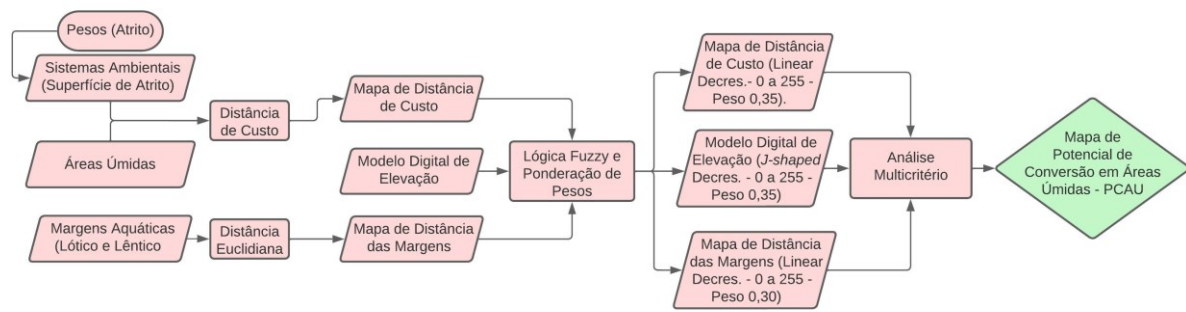 Pesos (Atrito)
Sistemas Ambientais
(Superfície de Atrito)
Áreas Úmidas
Margens Aquáticas
(Lótico e Lêntico
Distância
de Custo
Distância
Euclidiana
Mapa de Distância
de Custo
Modelo Digital de
Elevação
Mapa de Distância
das Margens
Lógica Fuzzy e
Ponderação de
Pesos
Mapa de Distância
de Custo (Linear
Decres.- 0 a 255 -
Peso 0,35).
Modelo Digital de
Elevação (J-shaped
Decres. - 0 a 255 -
Peso 0,35)
Mapa de Distância
das Margens (Linear
Decres. - 0 a 255 -
Peso 0,30)
Análise
Multicritério
Mapa de
Potencial de
Conversão em Áreas
Úmidas - PCAU